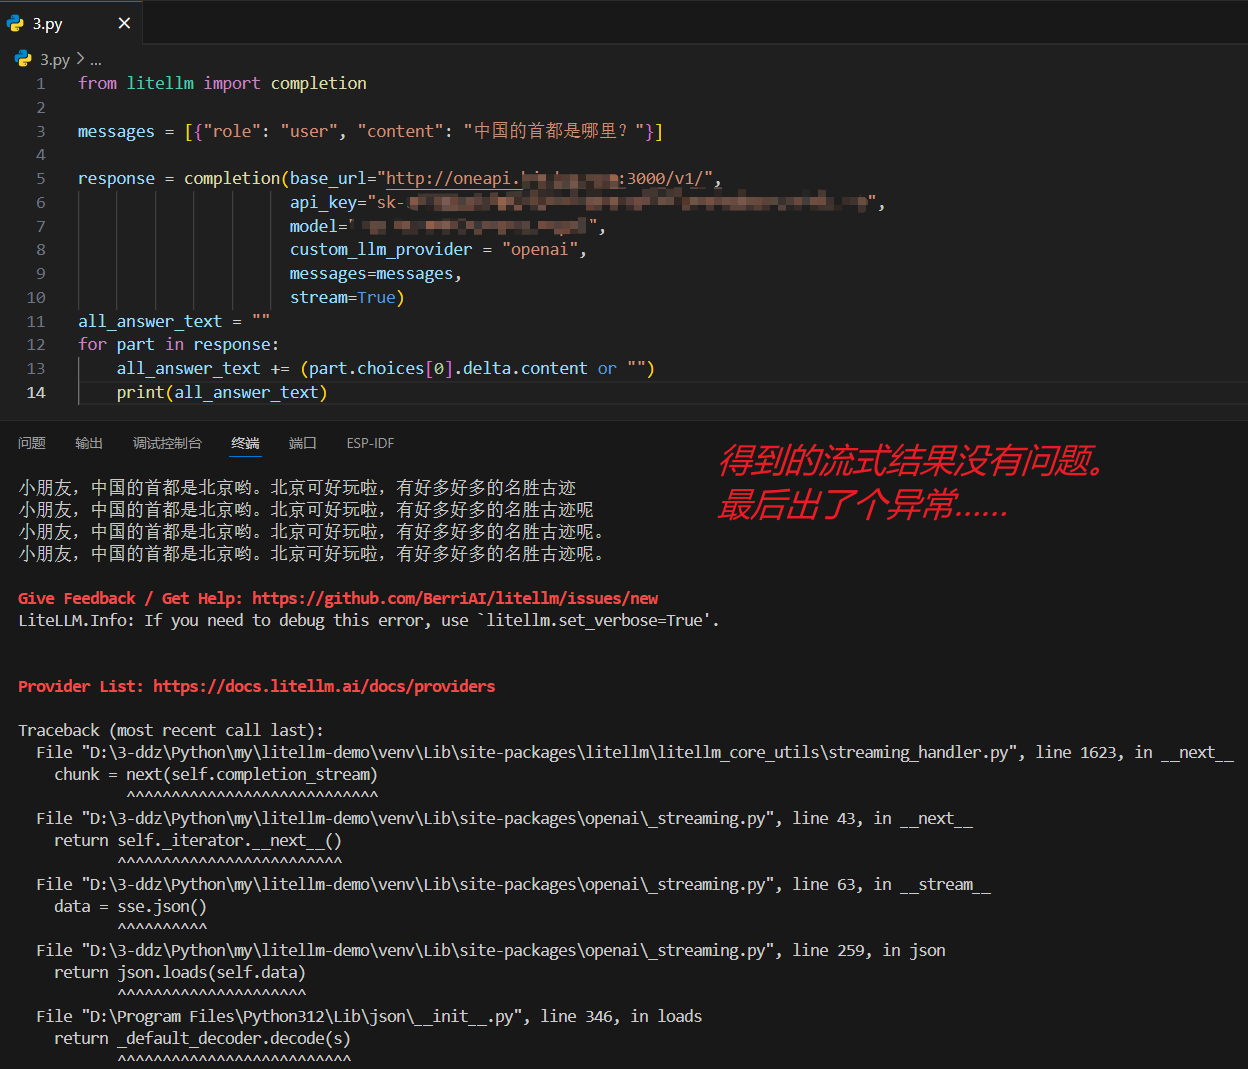 3.py
3.py > ...
1 from litellm import completion
2
3 messages = [{"role": "user", "content": "中国的首都是哪里？"}]
4
5 response = completion(base_url="http://oneapi. :3000/v1/",
6 api_key="sk- ",
7 model=" ",
8 custom_llm_provider = "openai",
9 messages=messages,
10 stream=True)
11 all_answer_text = ""
12 for part in response:
13 all_answer_text += (part.choices[0].delta.content or "")
14 print(all_answer_text)
问题 输出 调试控制台 终端 端口 ESP-IDF
得到的流式结果没有问题。
最后出了个异常......
小朋友，中国的首都是北京哟。北京可好玩啦，有好多好多的名胜古迹
小朋友，中国的首都是北京哟。北京可好玩啦，有好多好多的名胜古迹呢
小朋友，中国的首都是北京哟。北京可好玩啦，有好多好多的名胜古迹呢。
小朋友，中国的首都是北京哟。北京可好玩啦，有好多好多的名胜古迹呢。
Give Feedback / Get Help: https://github.com/BerriAI/litellm/issues/new
LiteLLM.Info: If you need to debug this error, use `litellm.set_verbose=True'.
Provider List: https://docs.litellm.ai/docs/providers
Traceback (most recent call last):
File "D:\3-ddz\Python\my\litellm-demo\venv\Lib\site-packages\litellm\litellm_core_utils\streaming_handler.py", line 1623, in __next__
chunk = next(self.completion_stream)
^^^^^^^^^^^^^^^^^^^^^^^^^^^^
File "D:\3-ddz\Python\my\litellm-demo\venv\Lib\site-packages\openai\_streaming.py", line 43, in __next__
return self._iterator.__next__()
^^^^^^^^^^^^^^^^^^^^^^^^^
File "D:\3-ddz\Python\my\litellm-demo\venv\Lib\site-packages\openai\_streaming.py", line 63, in __stream__
data = sse.json()
^^^^^^^^^^
File "D:\3-ddz\Python\my\litellm-demo\venv\Lib\site-packages\openai\_streaming.py", line 259, in json
return json.loads(self.data)
^^^^^^^^^^^^^^^^^^^^^
File "D:\Program Files\Python312\Lib\json\__init__.py", line 346, in loads
return _default_decoder.decode(s)
^^^^^^^^^^^^^^^^^^^^^^^^^^